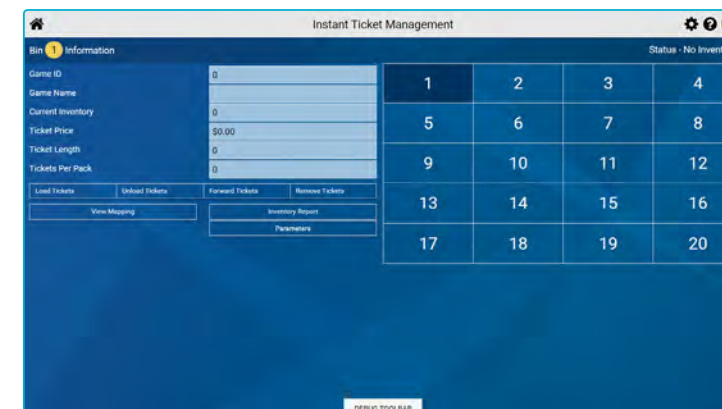 Instant Ticket Management
Bin 1 Information
Status - No Invent
Game ID 0
Game Name
Current Inventory 0
Ticket Price $0.00
Ticket Length 0
Tickets Per Pack 0
Load Tickets Unload Tickets Forward Tickets Remove Tickets
View Mapping Inventory Report
Parameters
1 2 3 4
5 6 7 8
9 10 11 12
13 14 15 16
17 18 19 20
DEBUG TOOLBAR